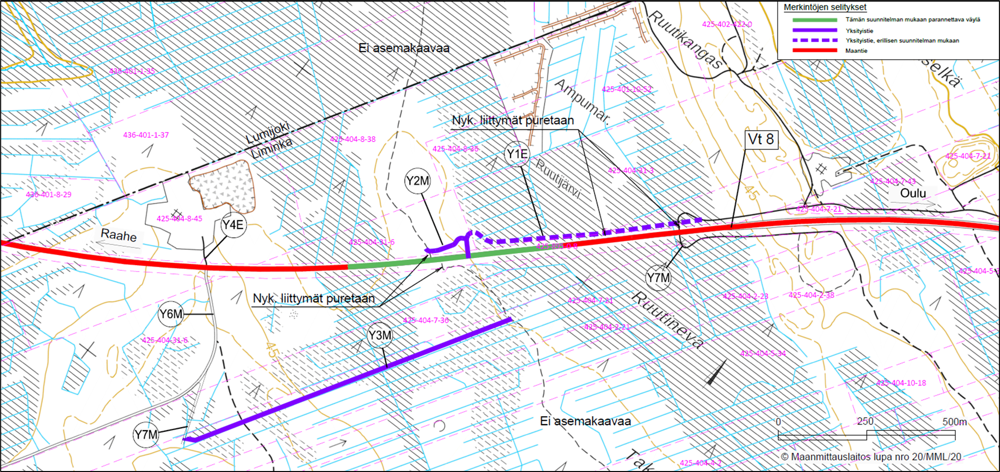 Merkintöjen selitykset
Tämän suunnitelman mukaan parannettava väylä
Yksityistie
Yksityistie, erillisen suunnitelman mukaan
Maantie
Ruutikangas
425-402-422-0
selkä
Ei asemakaavaa
436-401-1-35
Ampumar.
425-401-10-52
Nyk. liittymät puretaan
Lumijoki
Liminka
436-401-1-37
425-404-8-38
425-404-8-36
Y1E
Vt 8
425-404-7-21
Ruutijärvi
425-404-31-3
Y2M
425-404-7-43
45
Oulu
436-401-8-29
425-404-7-21
425-404-8-45
Y4E
Raahe
425-404-31-6
Y7M
Nyk. liittymät puretaan
425-404-7-21
Ruutineva
425-404-2-23
425-404-2-38
Y6M
425-404-7-36
425-404-2-21
Y3M
425-404-31-6
45
425-404-5-34
425-404-10-18
Ei asemakaavaa
0 250 500m
Y7M
Tak
425-404-4-2
© Maanmittauslaitos lupa nro 20/MML/20